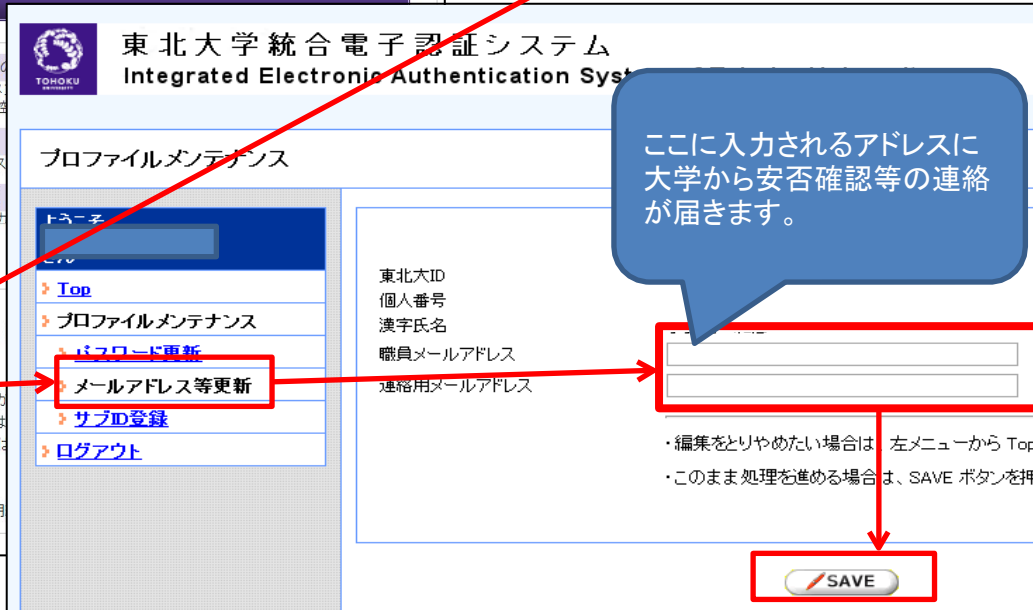 東北大学統合電子認証システム
Integrated Electronic Authentication Syst
TOHOKU
UNIVERSITY
ここに入力されるアドレスに
大学から安否確認等の連絡
が届きます。
プロファイルメンテナンス
ようこそ
Top
プロファイルメンテナンス
パスワード更新
メールアドレス等更新
サブID登録
ログアウト
東北大ID
個人番号
漢字氏名
職員メールアドレス
連絡用メールアドレス
・編集をとりやめたい場合は、左メニューから Top
・このまま処理を進める場合は、SAVE ボタンを押
SAVE